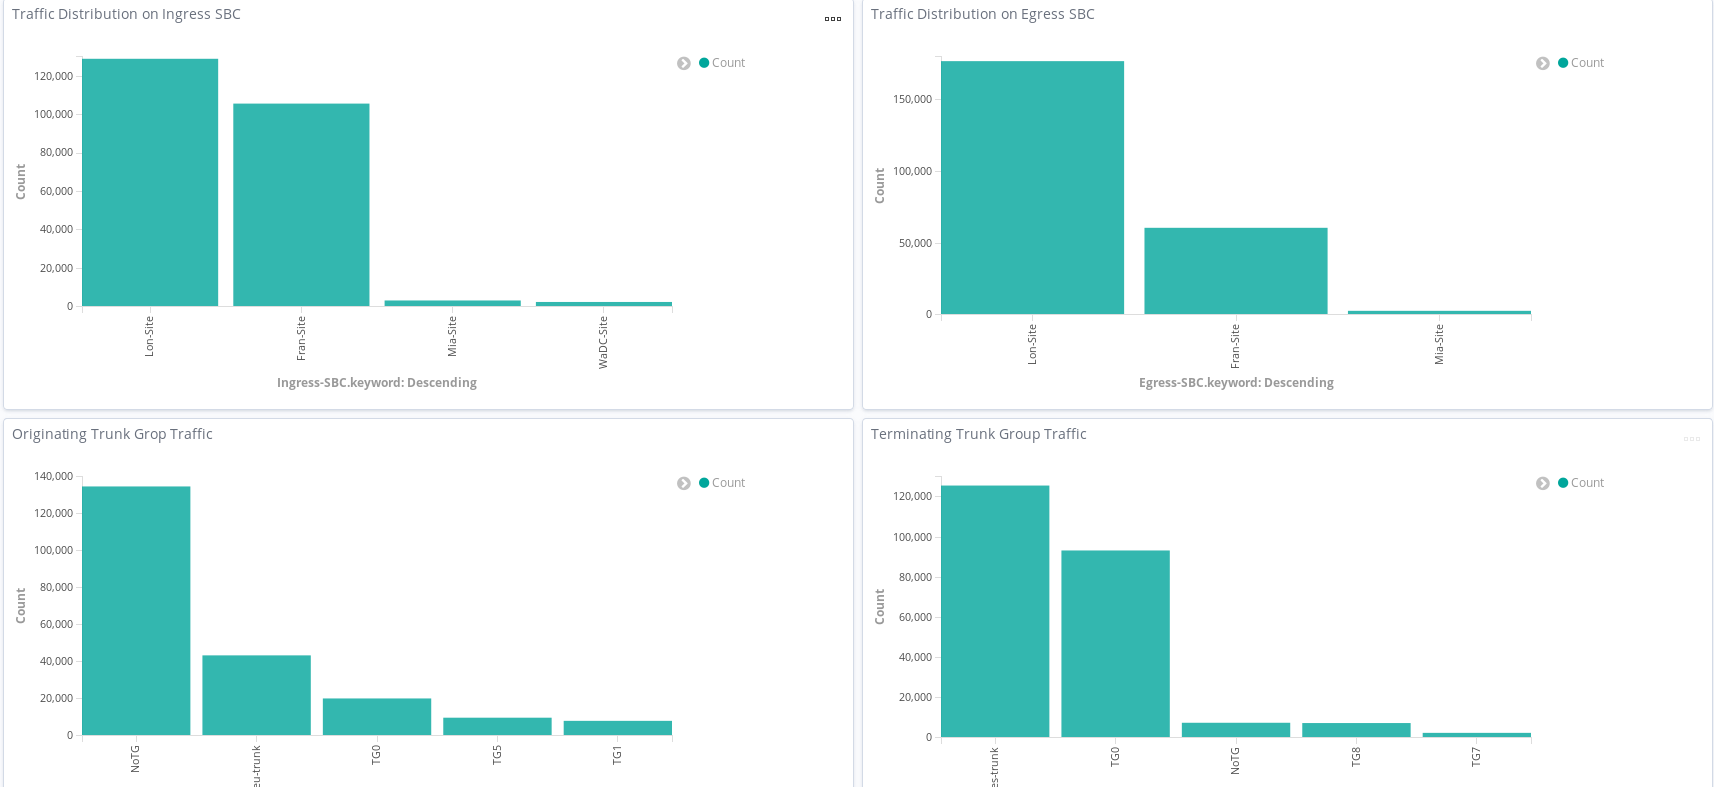 Traffic Distribution on Ingress SBC
Count
120,000
100,000
80,000
60,000
40,000
20,000
0
Count
Lon-Site
Fran-Site
Mia-Site
WaDC-Site
Ingress-SBC.keyword: Descending
Traffic Distribution on Egress SBC
Count
150,000
100,000
50,000
0
Count
Lon-Site
Fran-Site
Mia-Site
Egress-SBC.keyword: Descending
Originating Trunk Grop Traffic
Count
140,000
120,000
100,000
80,000
60,000
40,000
20,000
0
Count
NoTG
eu-trunk
TG0
TG5
TG1
Terminating Trunk Group Traffic
Count
120,000
100,000
80,000
60,000
40,000
20,000
0
Count
es-trunk
TG0
NoTG
TG8
TG7